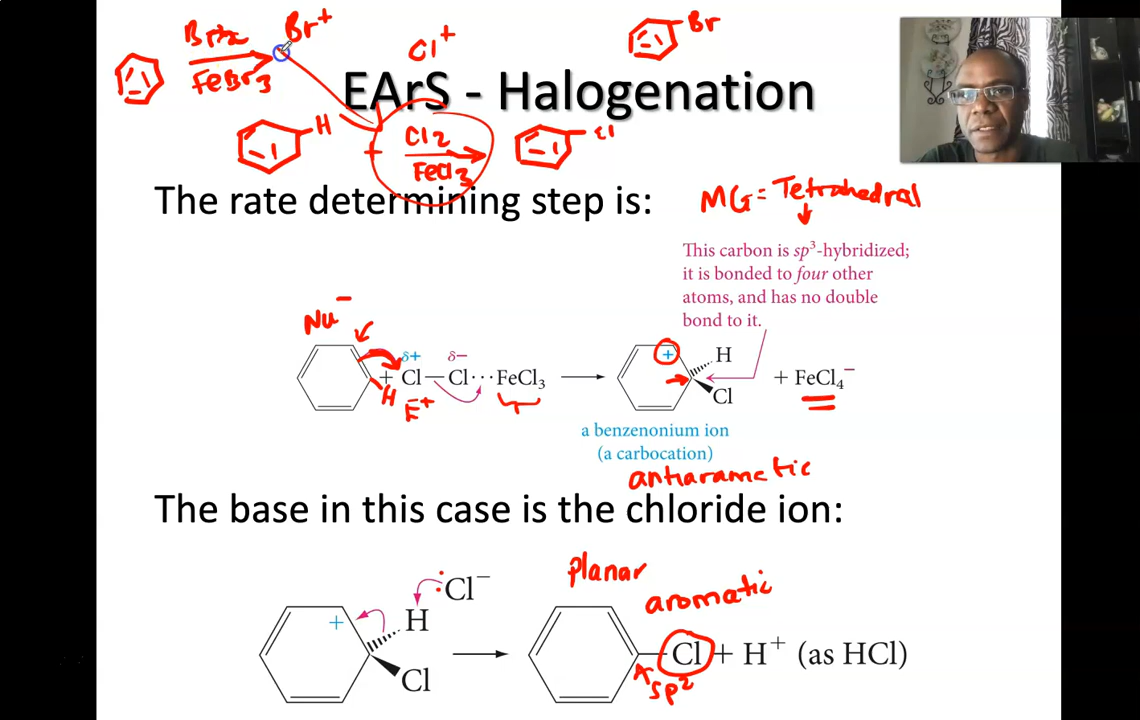 Br2 Br+
FeBr3
Cl+
Br
EArS - Halogenation
H
+ Cl2
FeCl3
Cl
The rate determining step is:
MG = Tetrahedral
This carbon is sp³-hybridized;
it is bonded to four other
atoms, and has no double
bond to it.
Nu⁻
δ+ δ−
+ Cl — Cl ··· FeCl₃
H E+
+ H
Cl
+ FeCl₄⁻
a benzenonium ion
(a carbocation)
antiaramatic
The base in this case is the chloride ion:
planar
aromatic
:Cl⁻
+ H
Cl
Cl + H⁺ (as HCl)
sp²